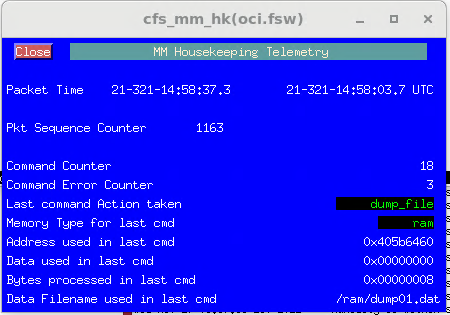 cfs_mm_hk(oci.fsw)
Close MM Housekeeping Telemetry
Packet Time 21-321-14:58:37.3 21-321-14:58:03.7 UTC
Pkt Sequence Counter 1163
Command Counter 18
Command Error Counter 3
Last command Action taken dump_file
Memory Type for last cmd ram
Address used in last cmd 0x405b6460
Data used in last cmd 0x00000000
Bytes processed in last cmd 0x00000008
Data Filename used in last cmd /ram/dump01.dat